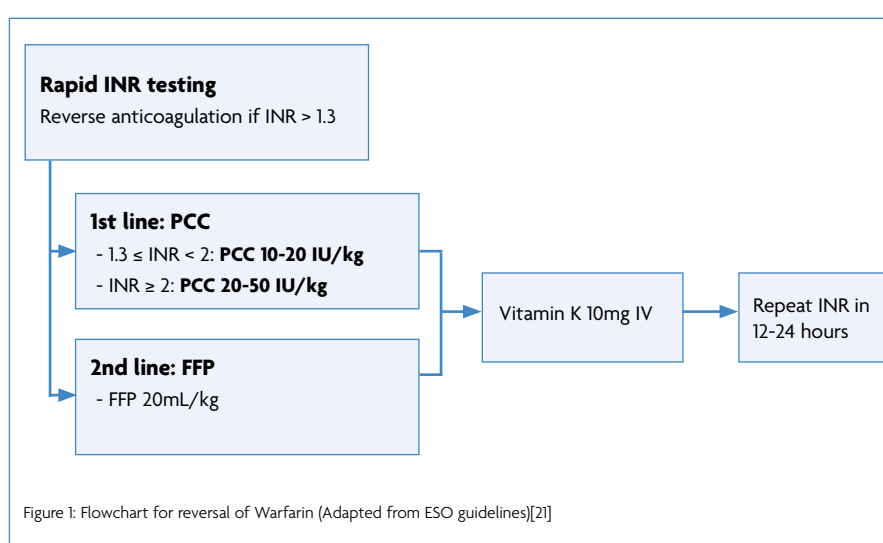 Rapid INR testing
Reverse anticoagulation if INR > 1.3
1st line: PCC
- 1.3 ≤ INR < 2: PCC 10-20 IU/kg
- INR ≥ 2: PCC 20-50 IU/kg
2nd line: FFP
- FFP 20mL/kg
Vitamin K 10mg IV
Repeat INR in
12-24 hours
Figure 1: Flowchart for reversal of Warfarin (Adapted from ESO guidelines)[21]